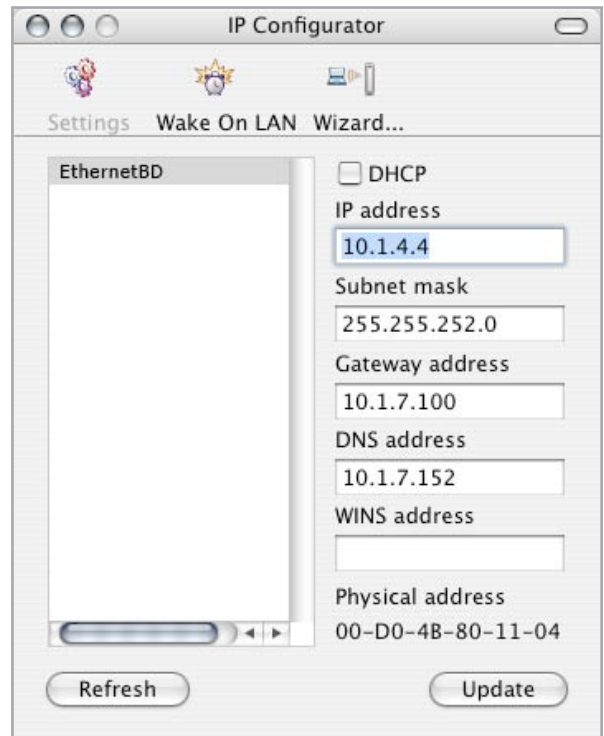 IP Configurator
Settings Wake On LAN Wizard...
EthernetBD
DHCP
IP address
10.1.4.4
Subnet mask
255.255.252.0
Gateway address
10.1.7.100
DNS address
10.1.7.152
WINS address
Physical address
00-D0-4B-80-11-04
Refresh Update